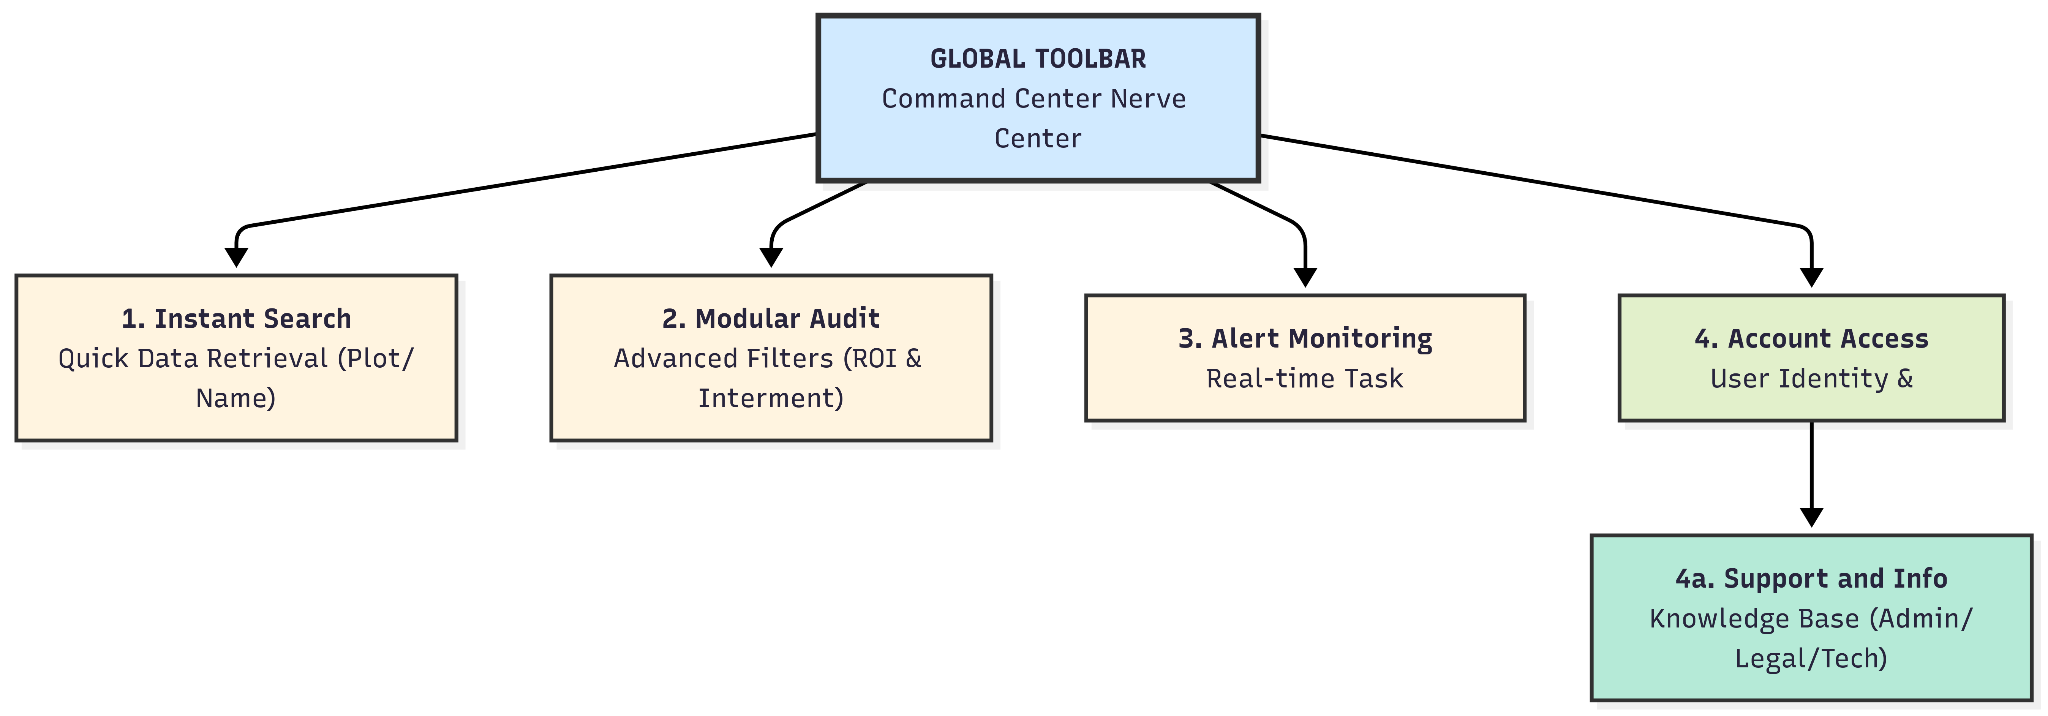 GLOBAL TOOLBAR
Command Center Nerve
Center
1. Instant Search
Quick Data Retrieval (Plot/
Name)
2. Modular Audit
Advanced Filters (ROI &
Interment)
3. Alert Monitoring
Real-time Task
4. Account Access
User Identity &
4a. Support and Info
Knowledge Base (Admin/
Legal/Tech)